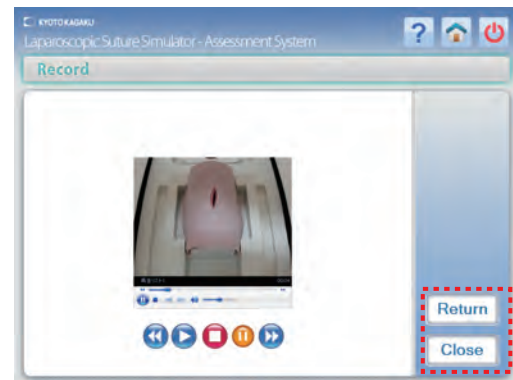 KYOTO KAGAKU
Laparoscopic Suture Simulator - Assessment System
?
Record
Return
Close